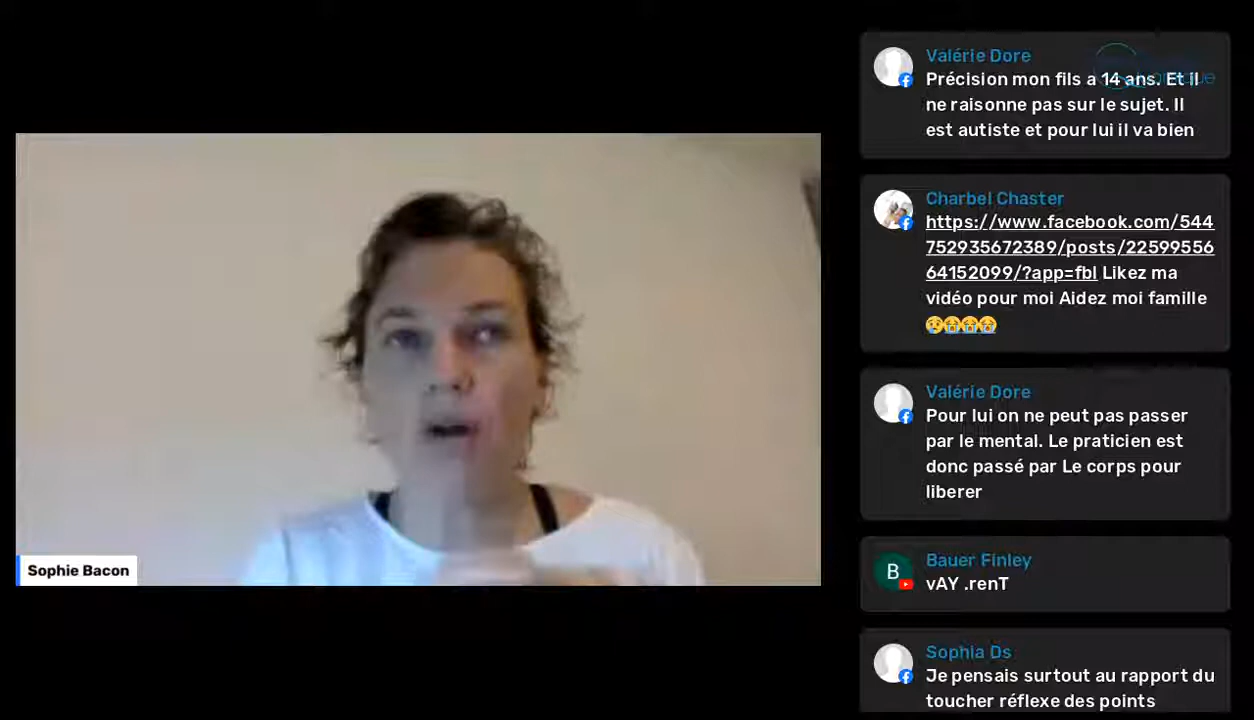 Sophie Bacon
Valérie Dore
Précision mon fils a 14 ans. Et il
ne raisonne pas sur le sujet. Il
est autiste et pour lui il va bien
Charbel Chaster
https://www.facebook.com/544
752935672389/posts/22599556
64152099/?app=fbl Likez ma
vidéo pour moi Aidez moi famille
😢😭😭😭
Valérie Dore
Pour lui on ne peut pas passer
par le mental. Le praticien est
donc passé par Le corps pour
liberer
B
Bauer Finley
vAY .renT
Sophia Ds
Je pensais surtout au rapport du
toucher réflexe des points